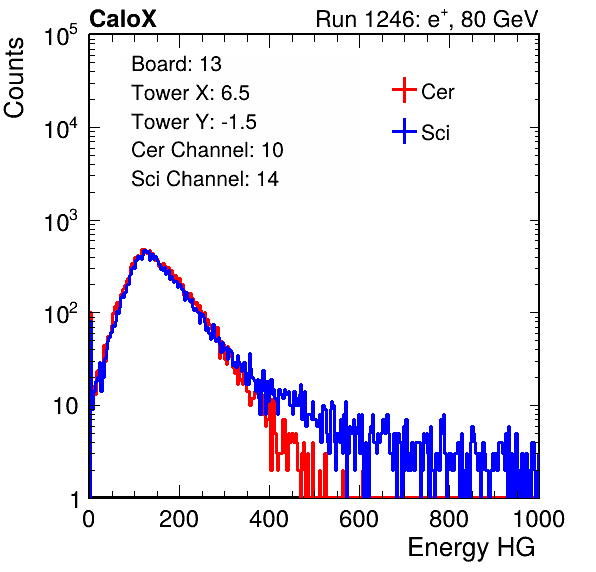 CaloX Run 1246: e⁺, 80 GeV
Counts
10⁵
10⁴
10³
10²
10
1
Board: 13
Tower X: 6.5
Tower Y: -1.5
Cer Channel: 10
Sci Channel: 14
Cer
Sci
0 200 400 600 800 1000
Energy HG